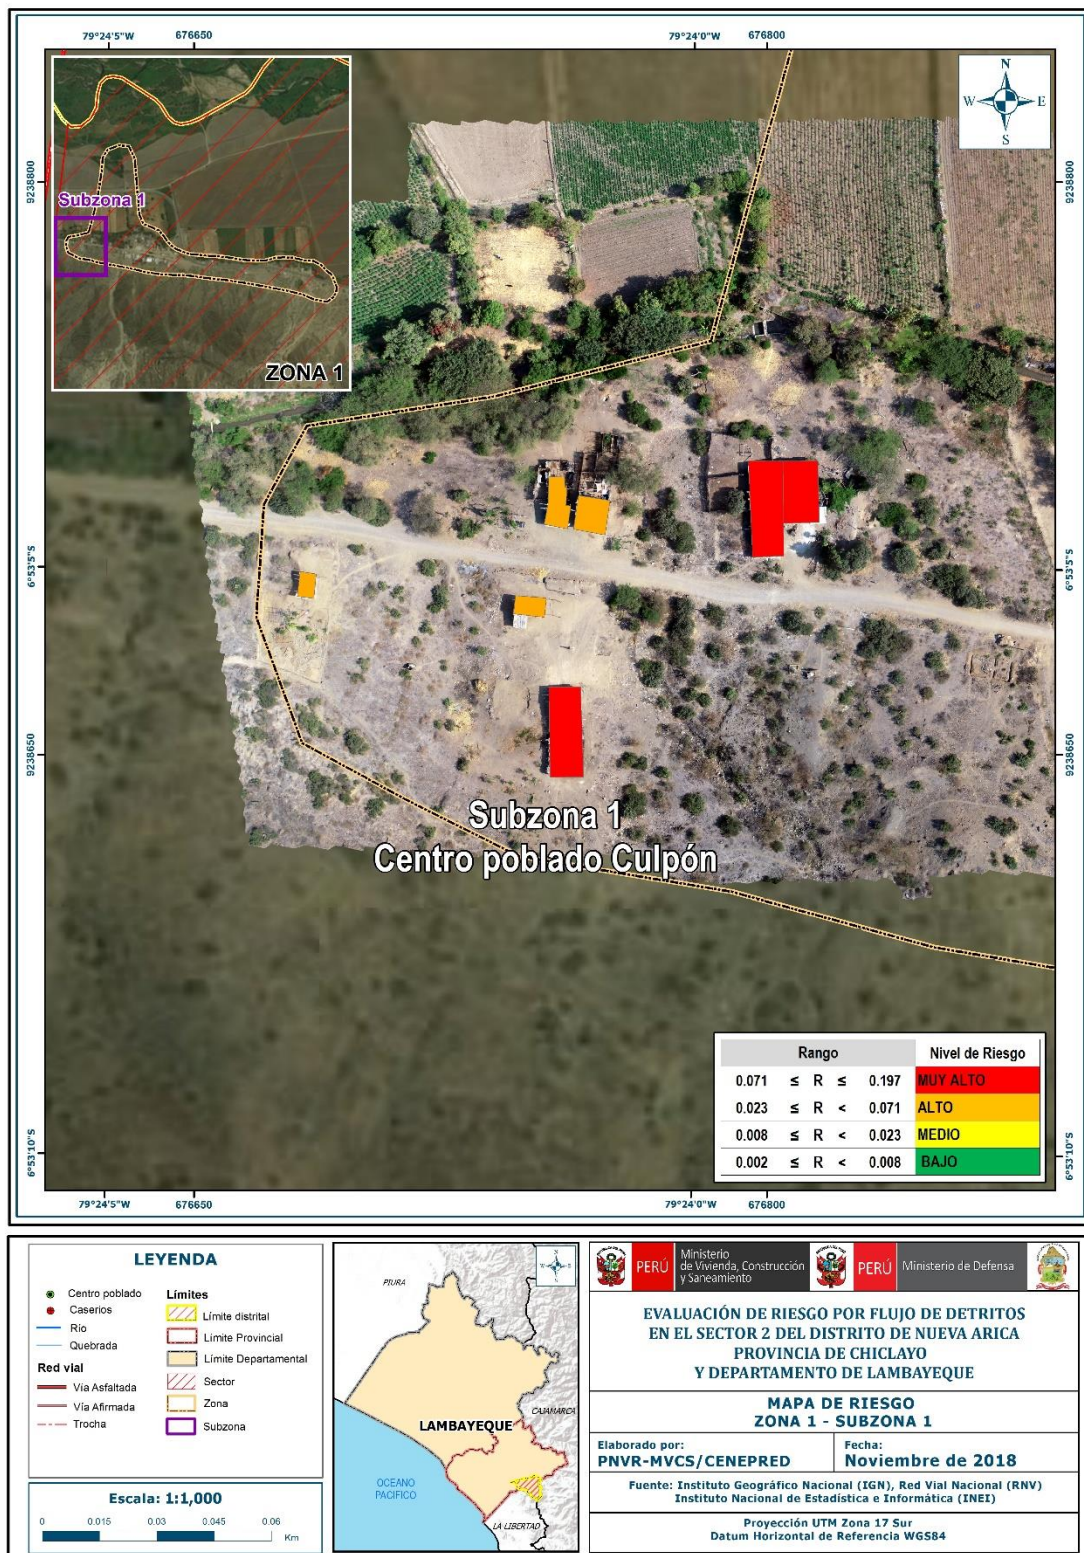 79°24'5"W
676650
79°24'0"W
676800
9238800
9238800
6°53'5"S
6°53'5"S
9238650
9238650
6°53'10"S
6°53'10"S
79°24'5"W
676650
79°24'0"W
676800
N
W
E
S
Subzona 1
ZONA 1
Subzona 1
Centro poblado Culpón
Rango
Nivel de Riesgo
0.071 ≤ R ≤ 0.197 MUY ALTO
0.023 ≤ R < 0.071 ALTO
0.008 ≤ R < 0.023 MEDIO
0.002 ≤ R < 0.008 BAJO
LEYENDA
Centro poblado
Caserios
Río
Quebrada
Red vial
Vía Asfaltada
Vía Afirmada
Trocha
Límites
Límite distrital
Limite Provincial
Límite Departamental
Sector
Zona
Subzona
Escala: 1:1,000
0 0.015 0.03 0.045 0.06
Km
PIURA
CAJAMARCA
LAMBAYEQUE
OCEANO
PACIFICO
LA LIBERTAD
PERÚ
Ministerio
de Vivienda, Construcción
y Saneamiento
PERÚ
Ministerio de Defensa
EVALUACIÓN DE RIESGO POR FLUJO DE DETRITOS
EN EL SECTOR 2 DEL DISTRITO DE NUEVA ARICA
PROVINCIA DE CHICLAYO
Y DEPARTAMENTO DE LAMBAYEQUE
MAPA DE RIESGO
ZONA 1 - SUBZONA 1
Elaborado por:
PNVR-MVCS/CENEPRED
Fecha:
Noviembre de 2018
Fuente: Instituto Geográfico Nacional (IGN), Red Vial Nacional (RNV)
Instituto Nacional de Estadística e Informática (INEI)
Proyección UTM Zona 17 Sur
Datum Horizontal de Referencia WGS84